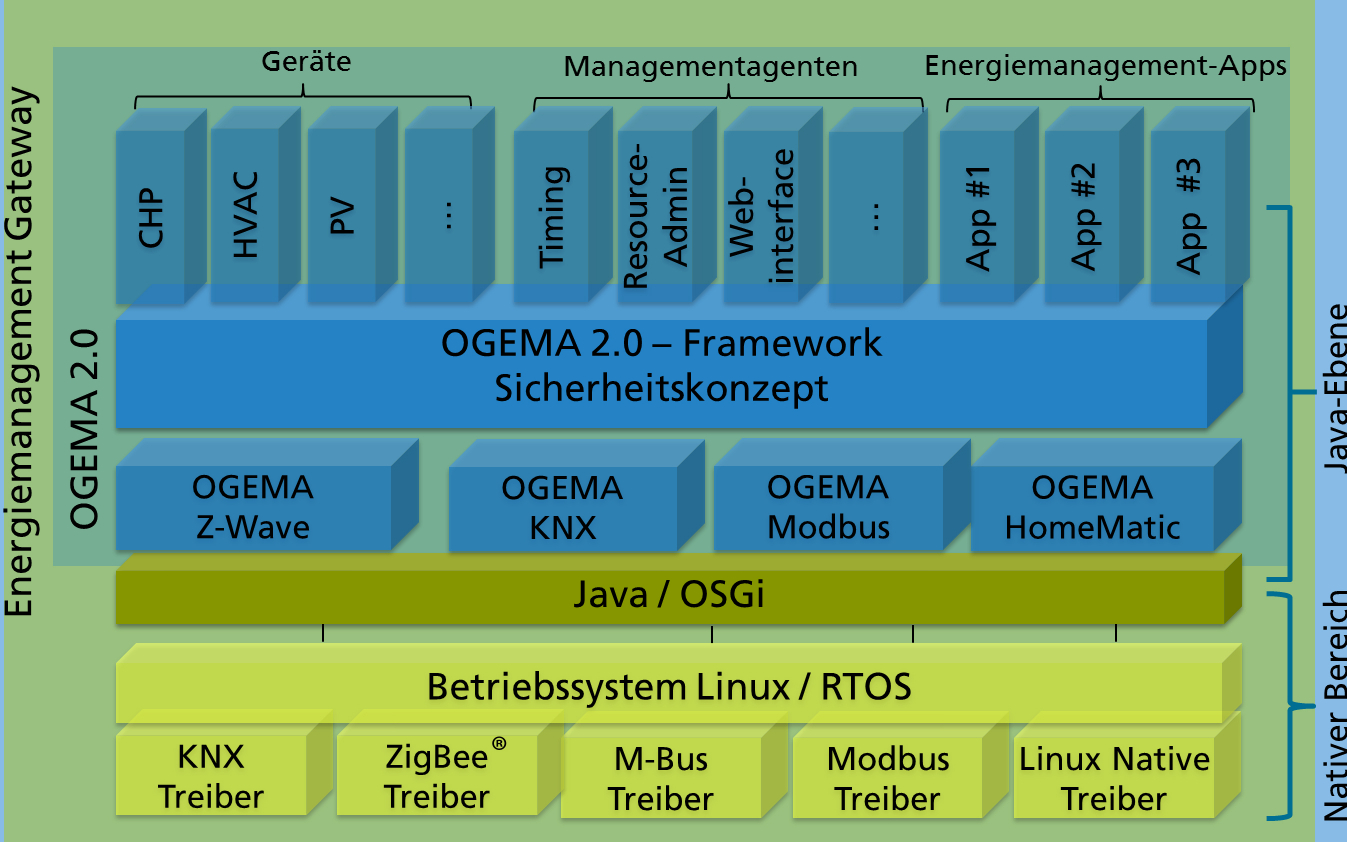 Energiemanagement Gateway
OGEMA 2.0
Geräte
Managementagenten
Energiemanagement-Apps
CHP
HVAC
PV
...
Timing
Resource-
Admin
Web-
interface
...
App #1
App #2
App #3
OGEMA 2.0 – Framework
Sicherheitskonzept
OGEMA
Z-Wave
OGEMA
KNX
OGEMA
Modbus
OGEMA
HomeMatic
Java / OSGi
Betriebssystem Linux / RTOS
KNX
Treiber
ZigBee®
Treiber
M-Bus
Treiber
Modbus
Treiber
Linux Native
Treiber
Java-Ebene
Nativer Bereich